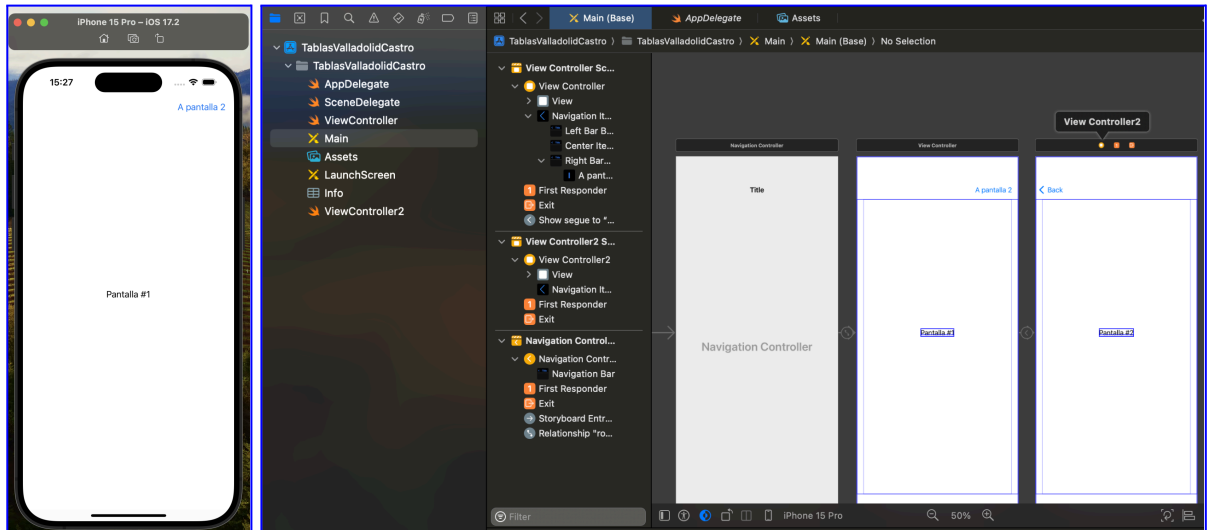 iPhone 15 Pro – iOS 17.2
15:27
A pantalla 2
Pantalla #1
TablasValladolidCastro
TablasValladolidCastro
AppDelegate
SceneDelegate
ViewController
Main
Assets
LaunchScreen
Info
ViewController2
Main (Base)
AppDelegate
Assets
TablasValladolidCastro 〉 TablasValladolidCastro 〉 Main 〉 Main (Base) 〉 No Selection
View Controller Sc...
View Controller
View
Navigation It...
Left Bar B...
Center Ite...
Right Bar...
A pant...
First Responder
Exit
Show segue to "...
View Controller2 S...
View Controller2
View
Navigation It...
First Responder
Exit
Navigation Control...
Navigation Contr...
Navigation Bar
First Responder
Exit
Storyboard Entr...
Relationship "ro...
Filter
View Controller2
Navigation Controller
View Controller
Title
A pantalla 2
Back
Navigation Controller
Pantalla #1
Pantalla #2
iPhone 15 Pro
50%